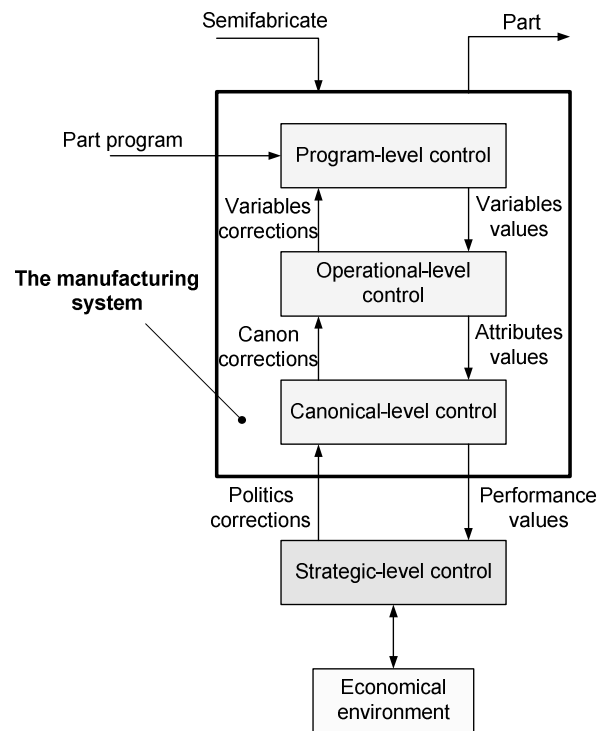 Semifabricate
Part
Part program
Program-level control
Variables
corrections
Variables
values
The manufacturing
system
Operational-level
control
Canon
corrections
Attributes
values
Canonical-level control
Politics
corrections
Performance
values
Strategic-level control
Economical
environment